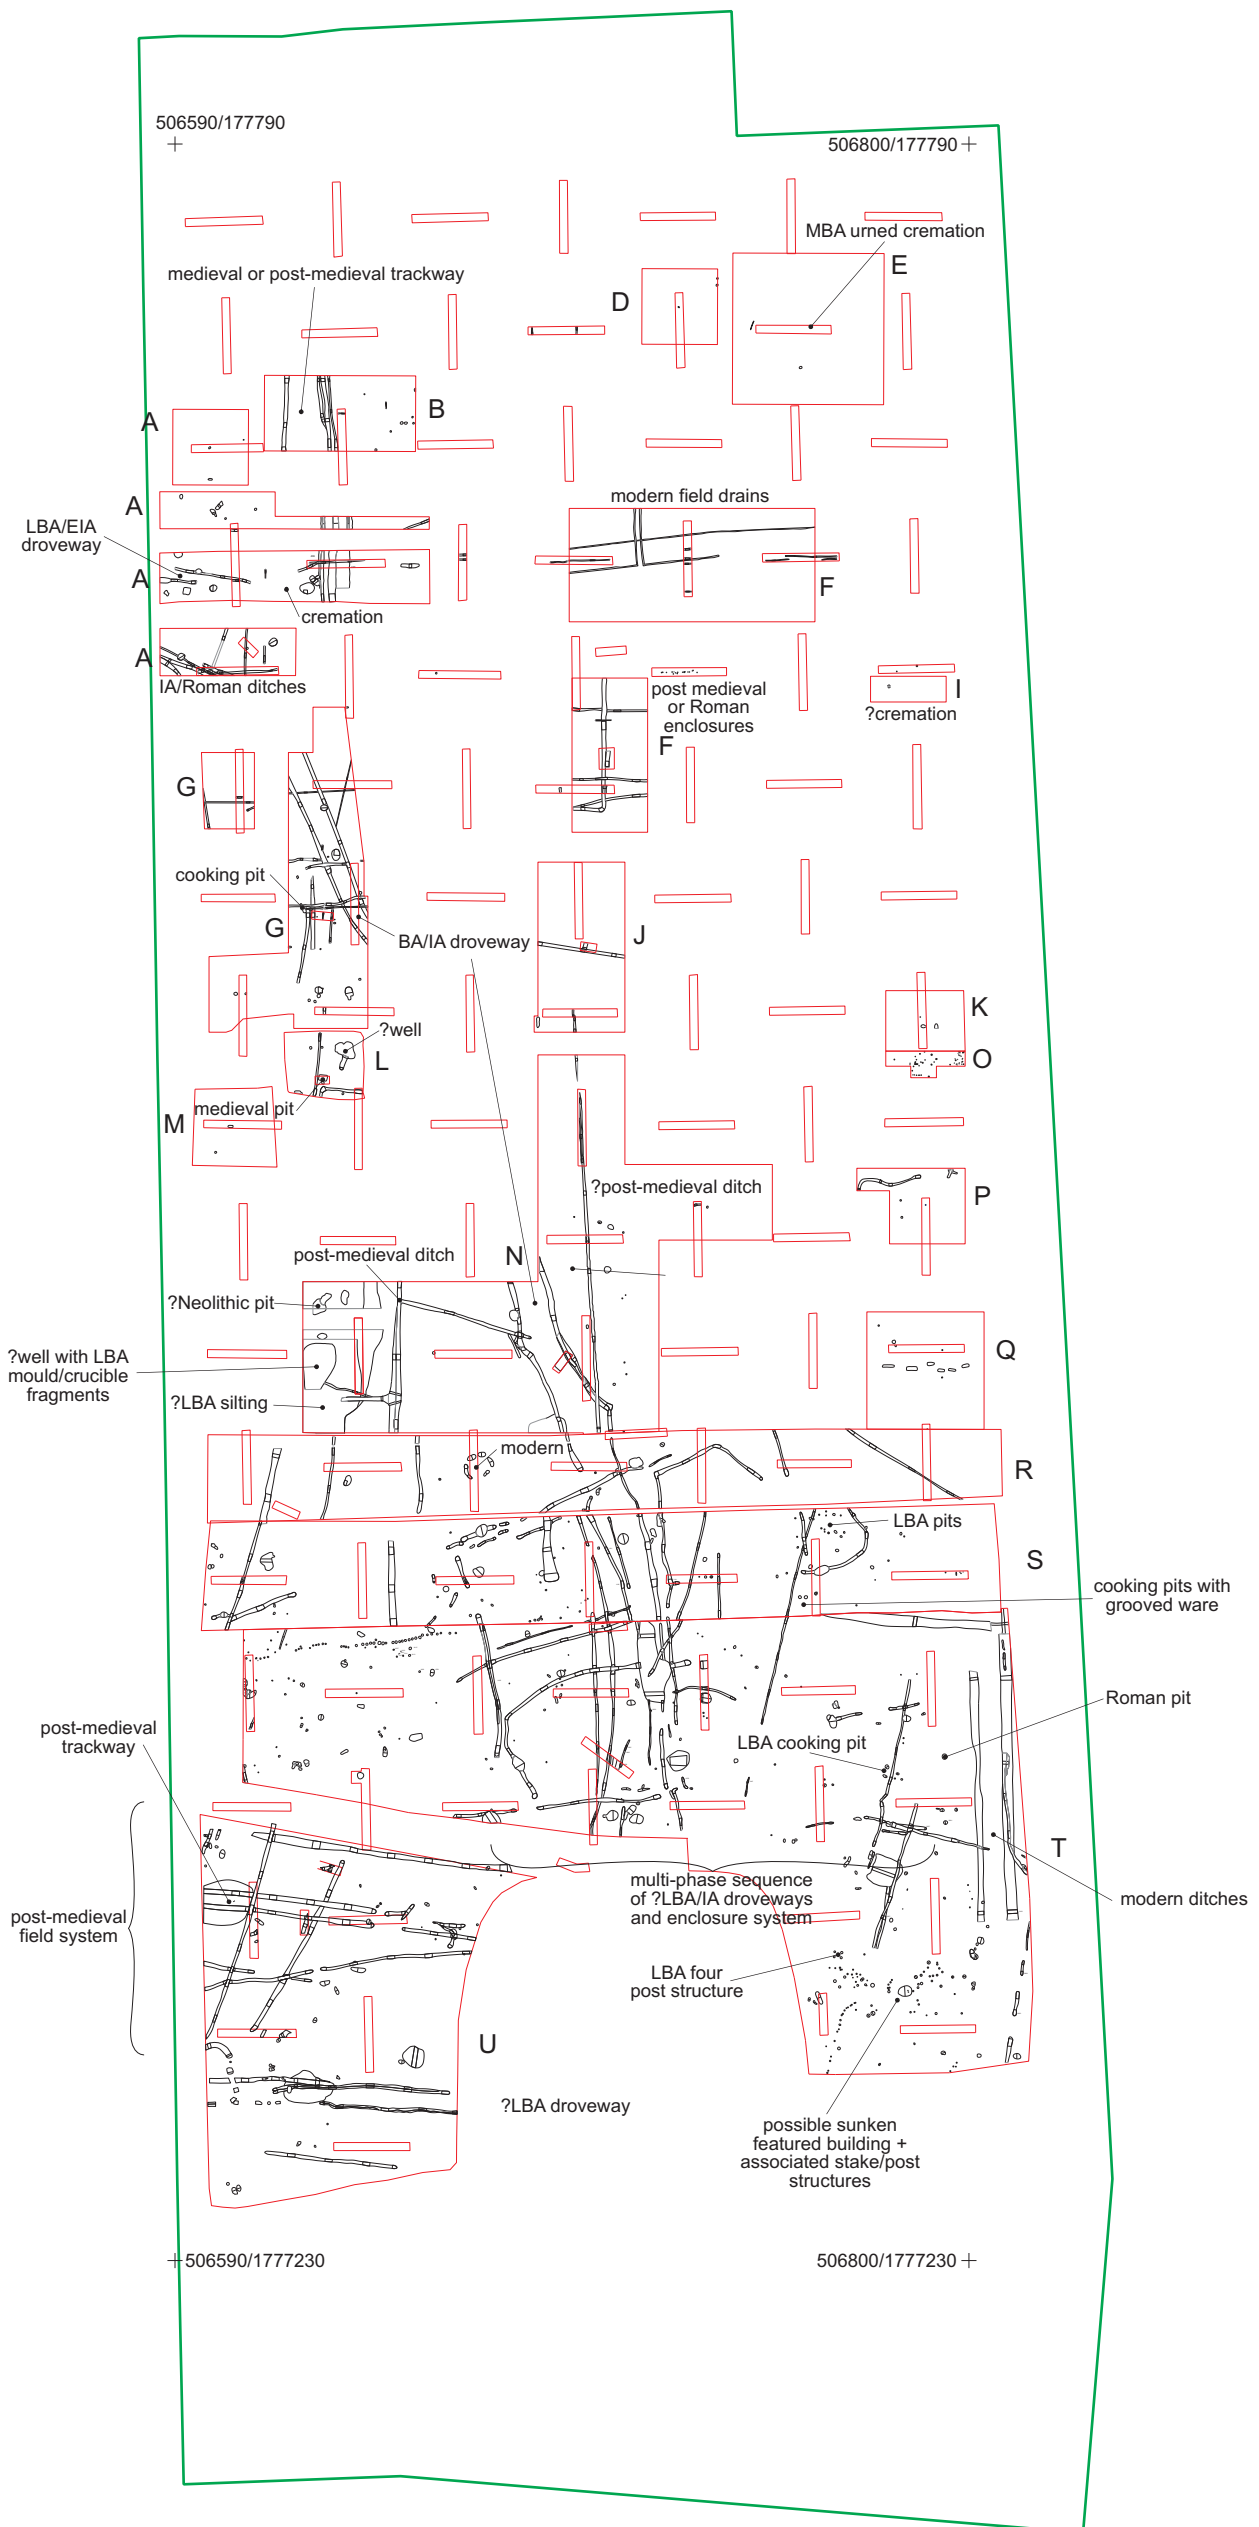 506590/177790
506800/177790
MBA urned cremation
E
medieval or post-medieval trackway
D
B
A
modern field drains
A
LBA/EIA
droveway
A
F
cremation
A
IA/Roman ditches
post medieval
or Roman
enclosures
I
?cremation
F
G
cooking pit
G
BA/IA droveway
J
K
?well
O
L
medieval pit
M
?post-medieval ditch
P
post-medieval ditch
N
?Neolithic pit
?well with LBA
mould/crucible
fragments
Q
?LBA silting
modern
R
LBA pits
S
cooking pits with
grooved ware
Roman pit
post-medieval
trackway
LBA cooking pit
T
multi-phase sequence
of ?LBA/IA droveways
and enclosure system
modern ditches
post-medieval
field system
LBA four
post structure
U
?LBA droveway
possible sunken
featured building +
associated stake/post
structures
506590/1777230
506800/1777230